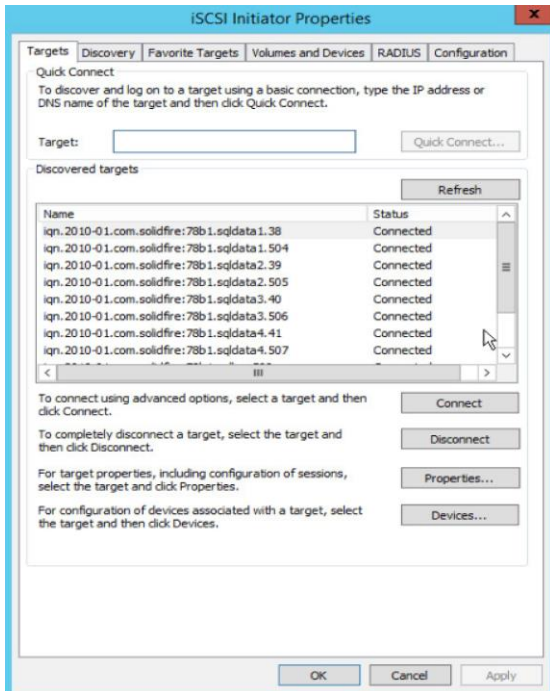 iSCSI Initiator Properties
x
Targets Discovery Favorite Targets Volumes and Devices RADIUS Configuration
Quick Connect
To discover and log on to a target using a basic connection, type the IP address or
DNS name of the target and then click Quick Connect.
Target:
Quick Connect...
Discovered targets
Refresh
Name Status
iqn.2010-01.com.solidfire:78b1.sqldata1.38 Connected
iqn.2010-01.com.solidfire:78b1.sqldata1.504 Connected
iqn.2010-01.com.solidfire:78b1.sqldata2.39 Connected
iqn.2010-01.com.solidfire:78b1.sqldata2.505 Connected
iqn.2010-01.com.solidfire:78b1.sqldata3.40 Connected
iqn.2010-01.com.solidfire:78b1.sqldata3.506 Connected
iqn.2010-01.com.solidfire:78b1.sqldata4.41 Connected
iqn.2010-01.com.solidfire:78b1.sqldata4.507 Connected
To connect using advanced options, select a target and then
click Connect.
Connect
To completely disconnect a target, select the target and
then click Disconnect.
Disconnect
For target properties, including configuration of sessions,
select the target and click Properties.
Properties...
For configuration of devices associated with a target, select
the target and then click Devices.
Devices...
OK Cancel Apply